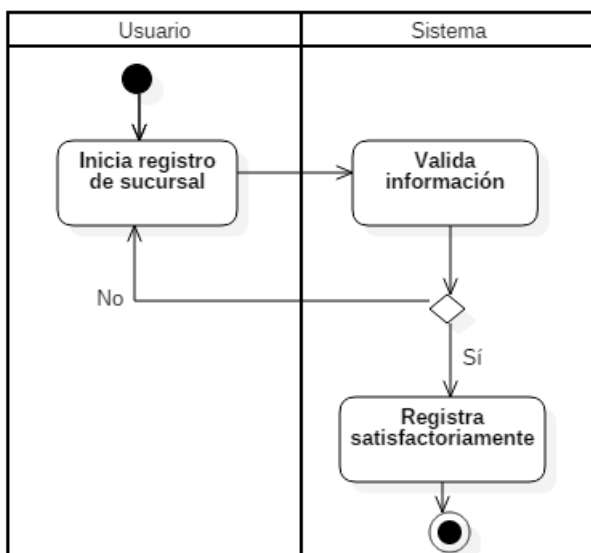 Usuario
Sistema
Inicia registro
de sucursal
Valida
información
No
Sí
Registra
satisfactoriamente